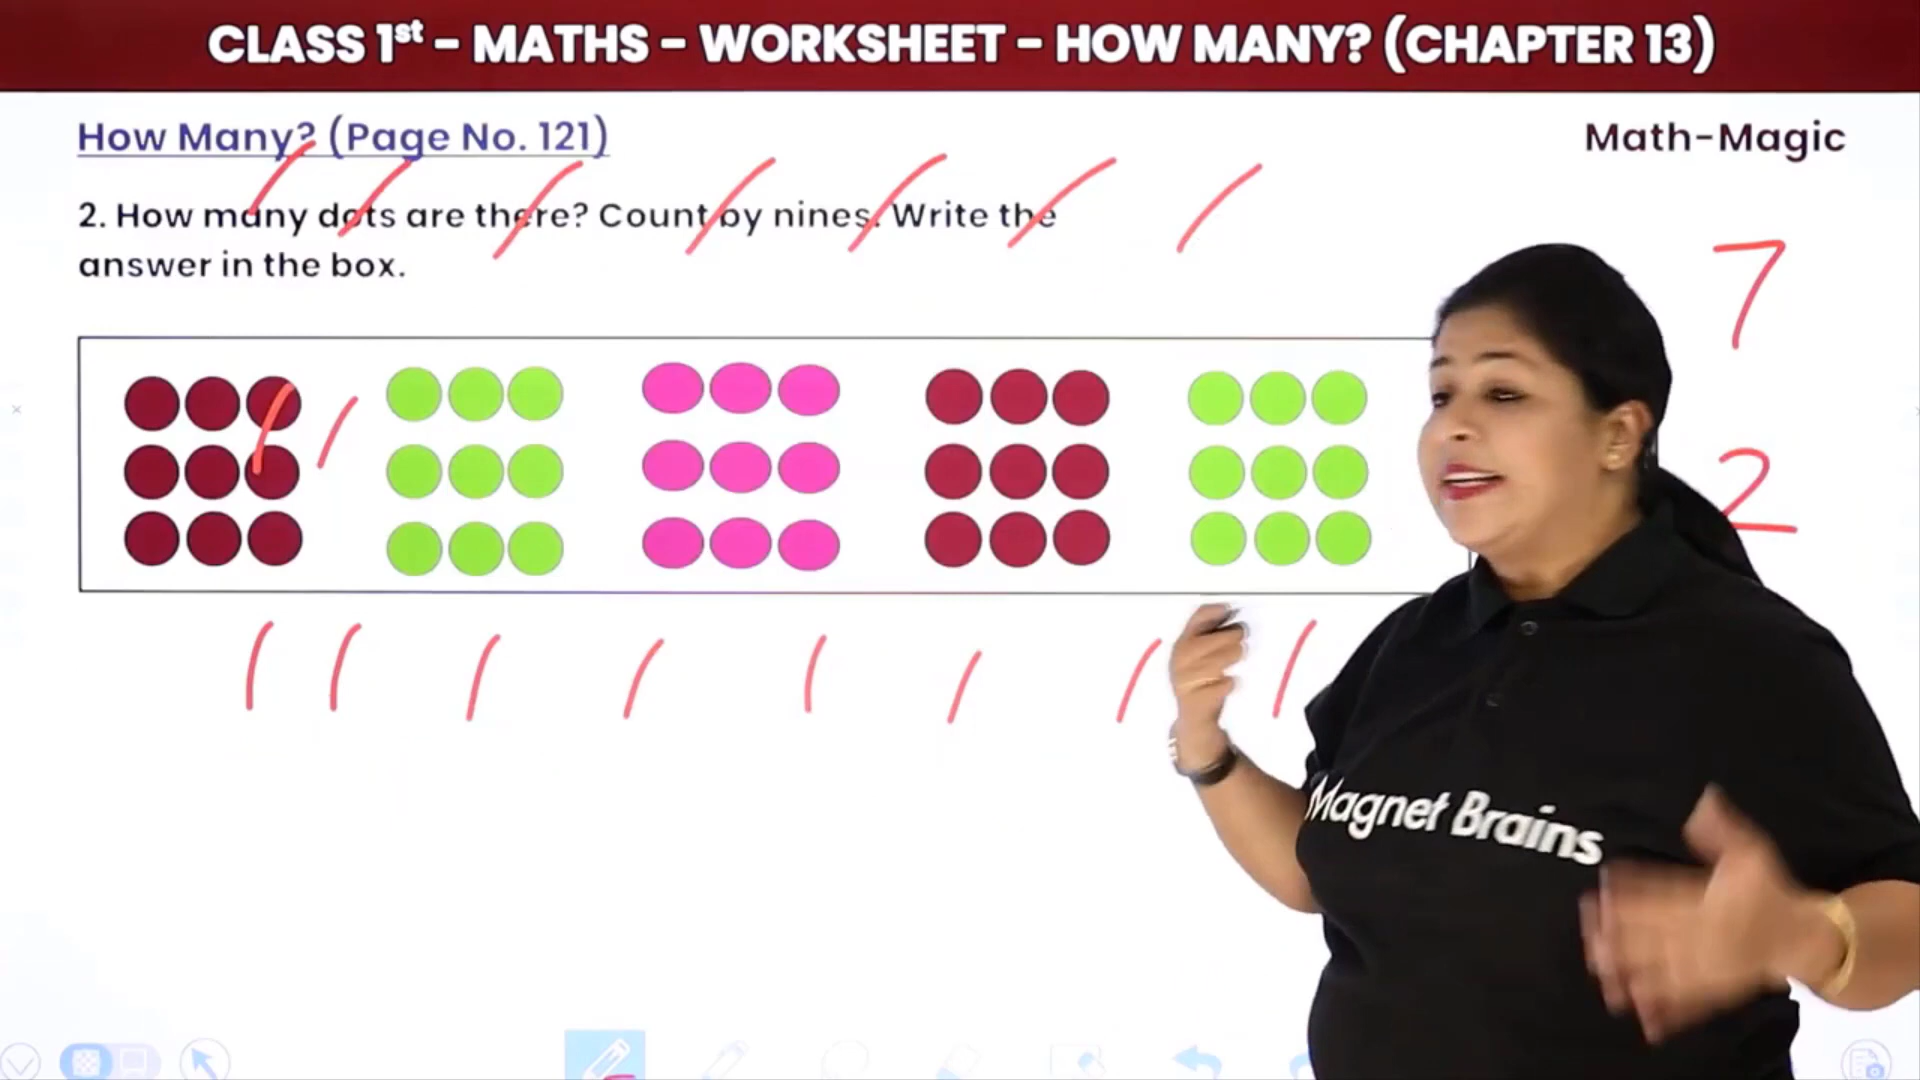 CLASS 1st - MATHS - WORKSHEET - HOW MANY? (CHAPTER 13)
How Many? (Page No. 121)
Math-Magic
2. How many dots are there? Count by nines. Write the
answer in the box.
7
2
Magnet Brains